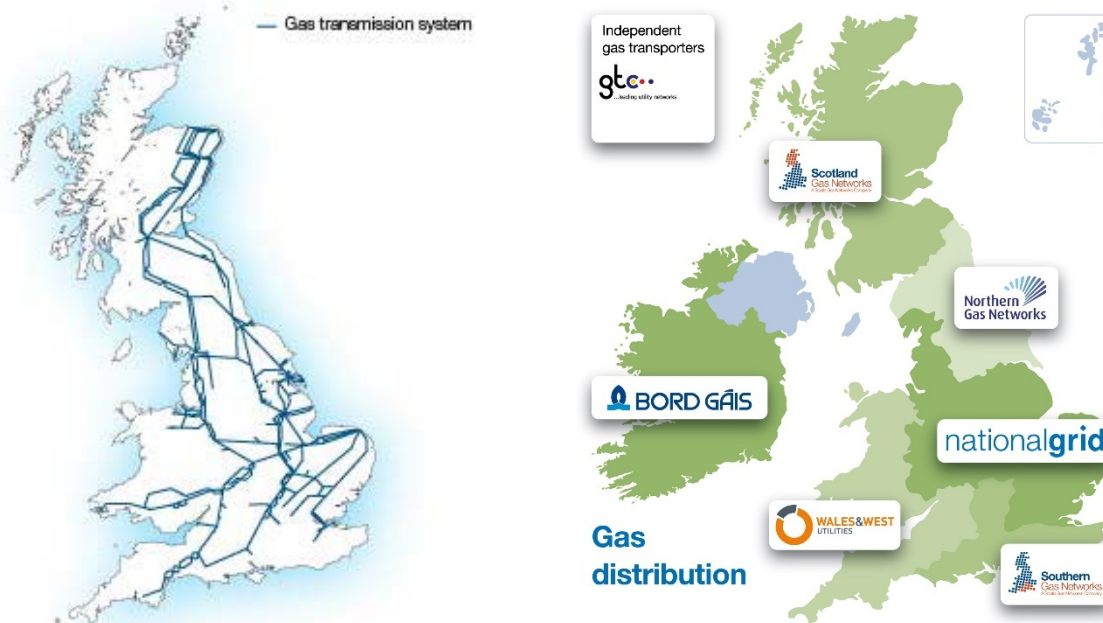 Gas transmission system
Independent
gas transporters
gtc
...leading utility networks
Scotland
Gas Networks
Northern
Gas Networks
BORD GÁIS
nationalgrid
WALES&WEST
UTILITIES
Gas
distribution
Southern
Gas Networks